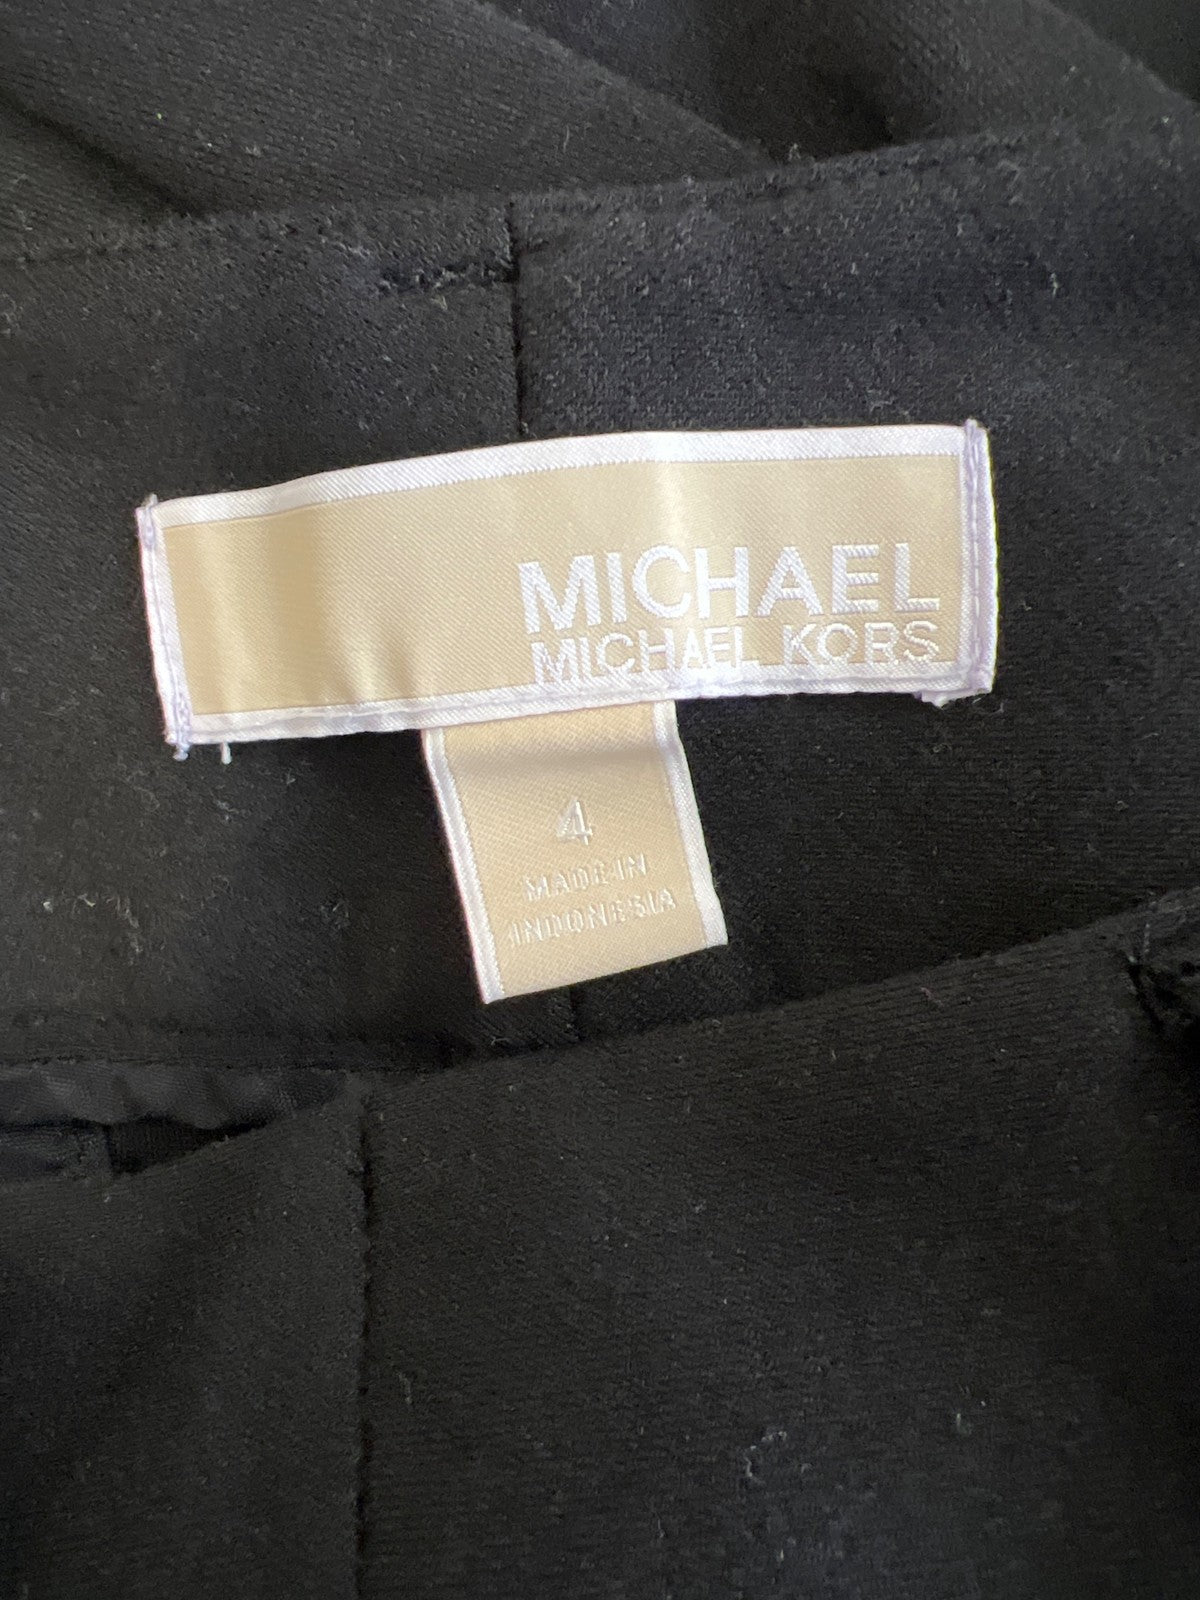 MICHAEL
MICHAEL KORS
4
MADE IN
INDONESIA